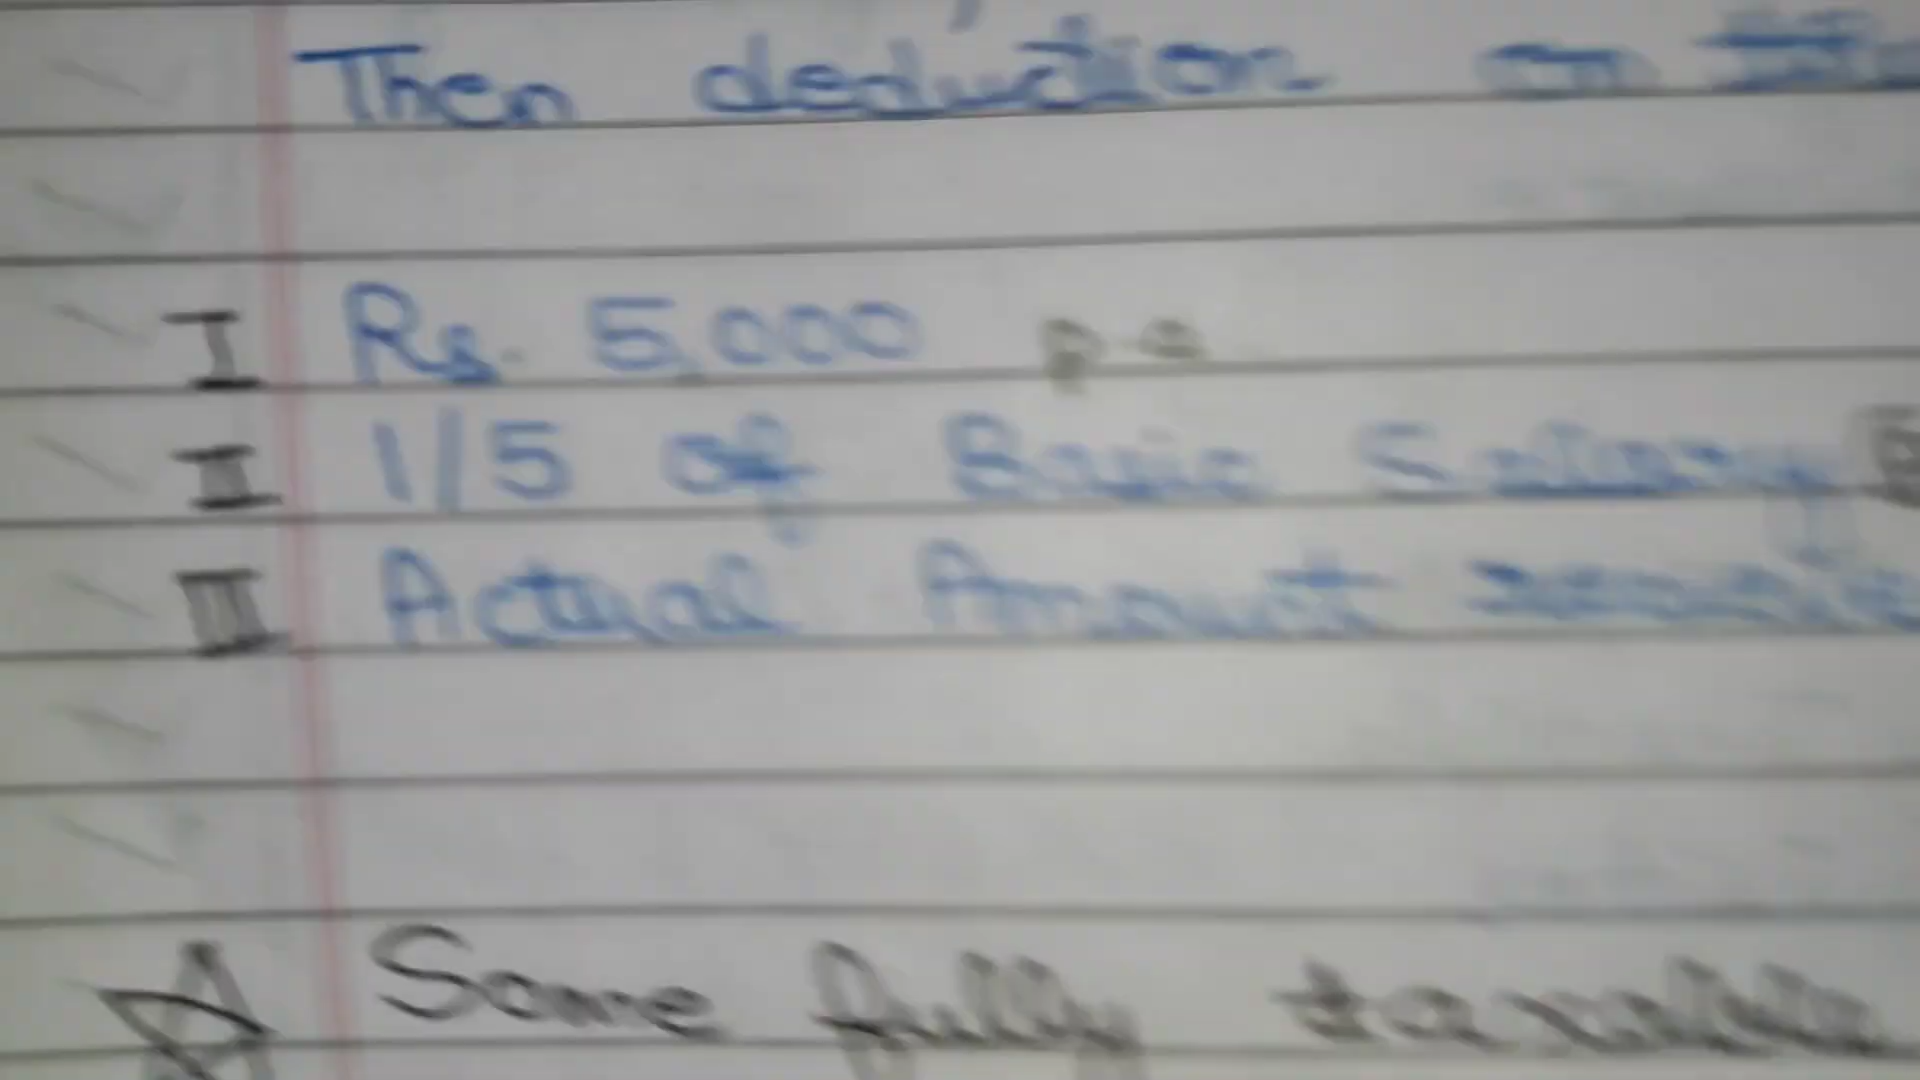 Then deduction on
I Rs. 5,000 p.a
II 1/5 of Basic Salary
III Actual Amount
Some fully taxable